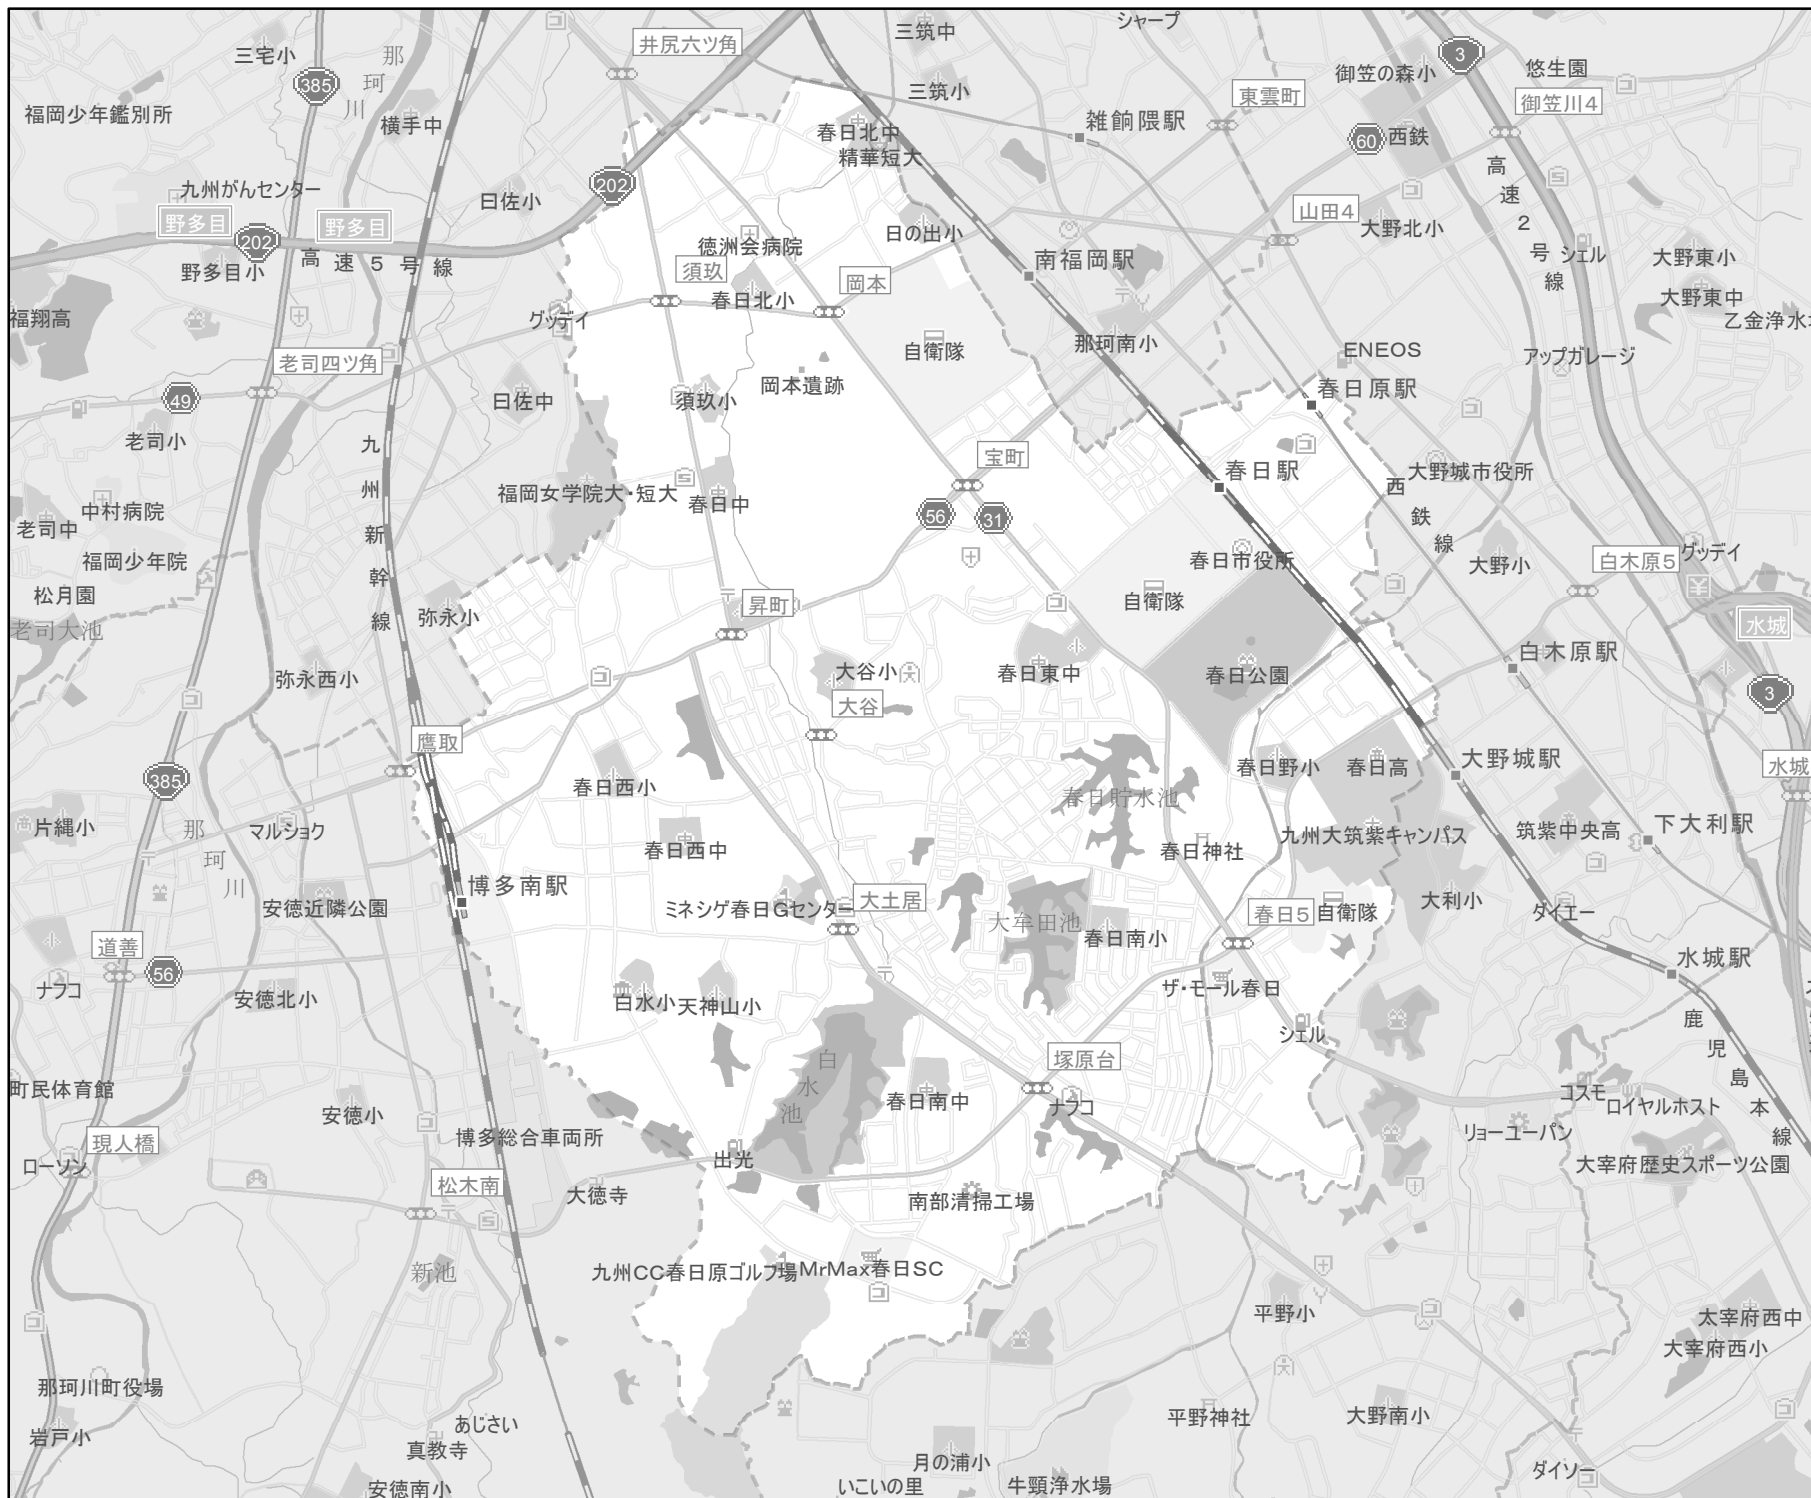 シャープ
三筑中
井尻六ツ角
3
三宅小
那珂川
385
御笠の森小
悠生園
三筑小
東雲町
御笠川4
福岡少年鑑別所
横手中
雑餉隈駅
春日北中
精華短大
60
西鉄
高速2号線
九州がんセンター
202
曰佐小
野多目
野多目
202
高速5号線
野多目小
山田4
大野北小
日の出小
徳洲会病院
須玖
岡本
南福岡駅
シェル
大野東小
大野東中
乙金浄水
春日北小
グッデイ
福翔高
自衛隊
那珂南小
ENEOS
アップガレージ
老司四ツ角
岡本遺跡
春日原駅
49
曰佐中
須玖小
老司小
九州新幹線
宝町
春日駅
大野城市役所
福岡女学院大・短大
春日中
西鉄線
56
31
中村病院
老司中
福岡少年院
春日市役所
白木原5
グッデイ
大野小
松月園
弥永小
昇町
自衛隊
老司大池
水城
白木原駅
弥永西小
大谷小
春日東中
春日公園
大谷
3
鷹取
385
春日西小
春日野小
春日高
大野城駅
水城
春日貯水池
片縄小
那珂川
マルショク
九州大筑紫キャンパス
筑紫中央高
下大利駅
春日西中
春日神社
博多南駅
安徳近隣公園
ミネシゲ春日Gセンター
大土居
大牟田池
春日南小
春日5
自衛隊
大利小
ダイエー
道善
56
ナフコ
安徳北小
白水小
天神山小
ザ・モール春日
水城駅
シェル
鹿児島本線
白水池
塚原台
町民体育館
安徳小
春日南中
ナフコ
コスモ
ロイヤルホスト
現人橋
ローソン
博多総合車両所
出光
リョーユーパン
大宰府歴史スポーツ公園
松木南
大徳寺
南部清掃工場
新池
九州CC春日原ゴルフ場
MrMax春日SC
平野小
太宰府西中
大宰府西小
那珂川町役場
あじさい
岩戸小
真教寺
平野神社
大野南小
月の浦小
安徳南小
いこいの里
牛頸浄水場
ダイソー